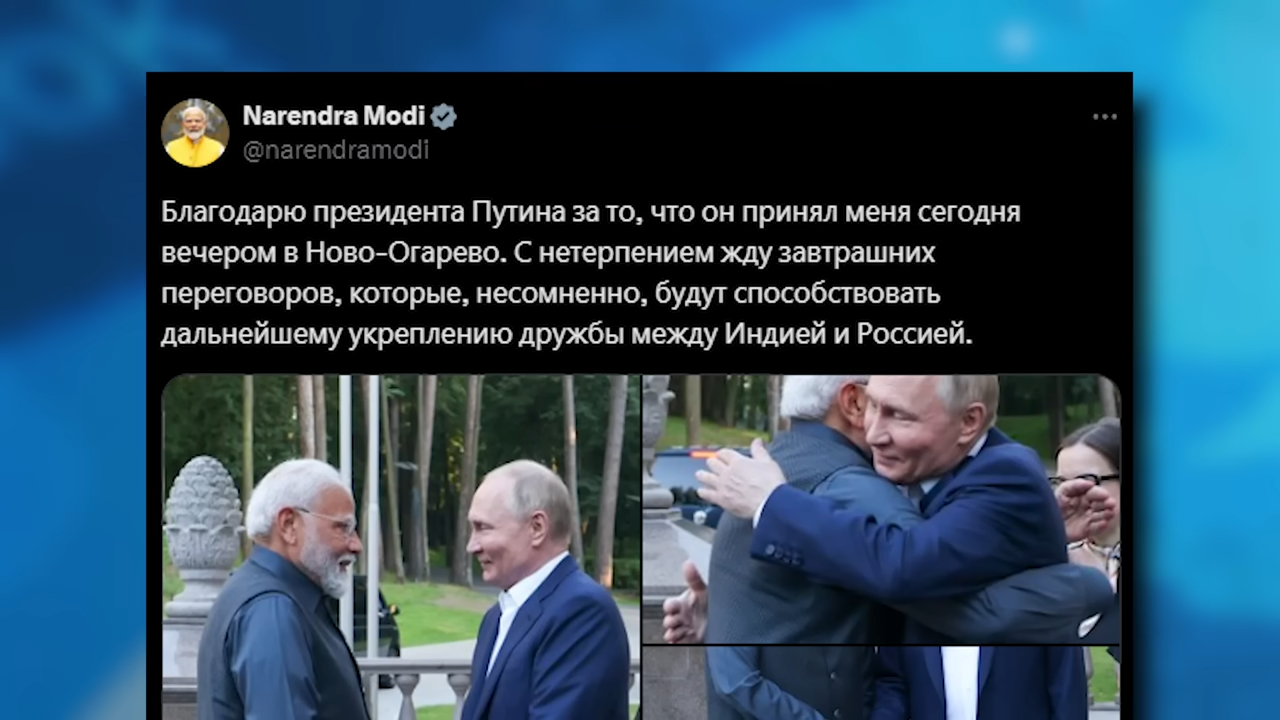 Narendra Modi
@narendramodi
Благодарю президента Путина за то, что он принял меня сегодня
вечером в Ново-Огарево. С нетерпением жду завтрашних
переговоров, которые, несомненно, будут способствовать
дальнейшему укреплению дружбы между Индией и Россией.